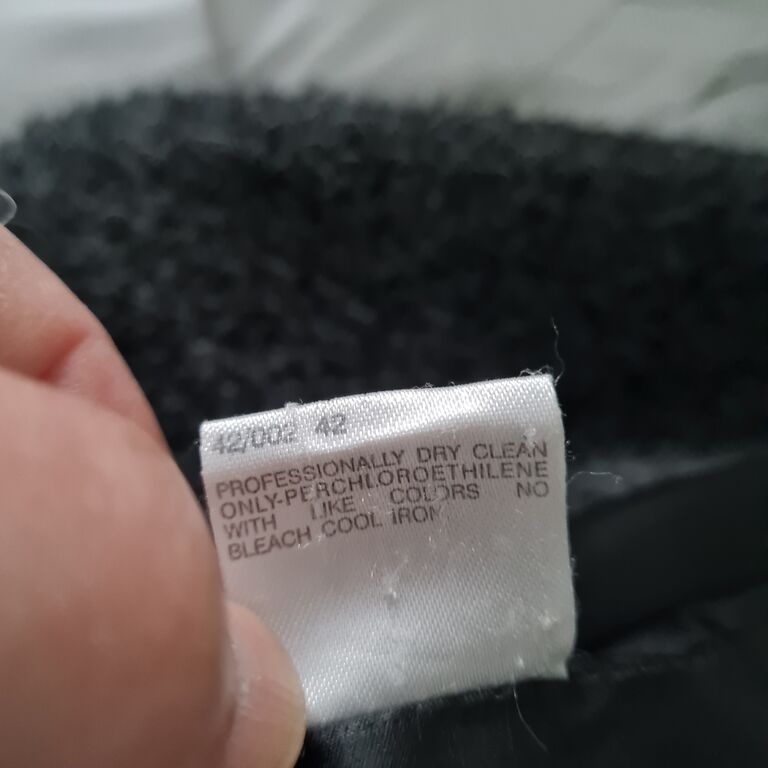 42/002 42
PROFESSIONALLY DRY CLEAN
ONLY-PERCHLOROETHILENE
WITH LIKE COLORS NO
BLEACH COOL IRON